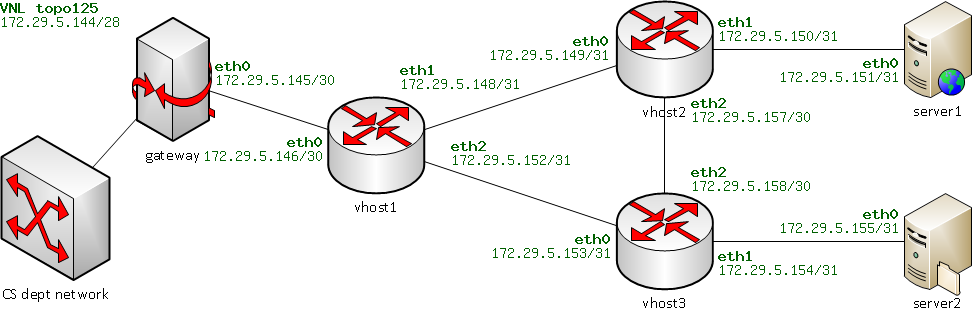 VNL topo125
172.29.5.144/28
eth0
172.29.5.145/30
gateway
eth0
172.29.5.146/30
CS dept network
eth1
172.29.5.148/31
eth2
172.29.5.152/31
vhost1
eth0
172.29.5.149/31
eth1
172.29.5.150/31
vhost2
eth2
172.29.5.157/30
eth0
172.29.5.151/31
server1
eth2
172.29.5.158/30
eth0
172.29.5.153/31
eth1
172.29.5.154/31
vhost3
eth0
172.29.5.155/31
server2